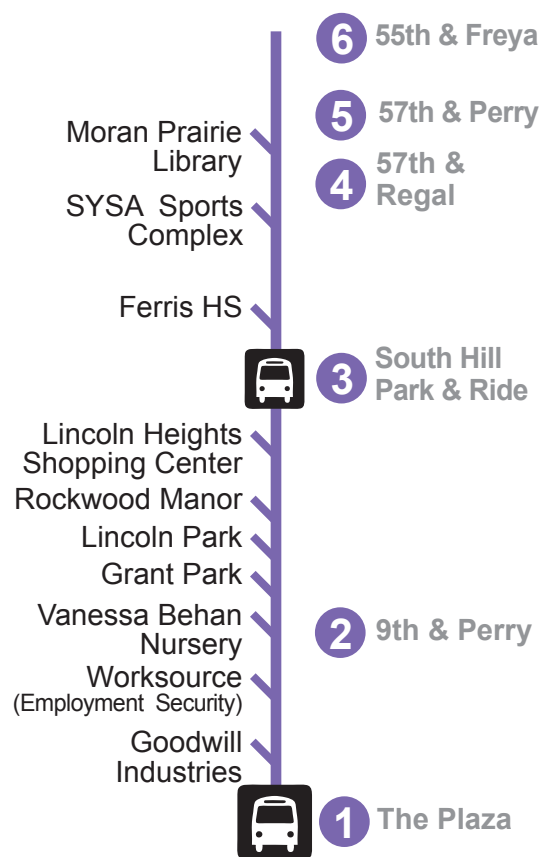 6 55th & Freya
5 57th & Perry
Moran Prairie
Library
4 57th &
Regal
SYSA Sports
Complex
Ferris HS
3 South Hill
Park & Ride
Lincoln Heights
Shopping Center
Rockwood Manor
Lincoln Park
Grant Park
Vanessa Behan
Nursery
2 9th & Perry
Worksource
(Employment Security)
Goodwill
Industries
1 The Plaza